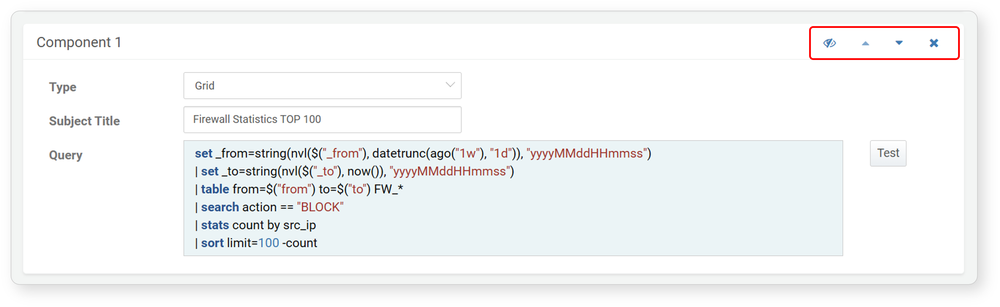 Component 1
Type
Grid
Subject Title
Firewall Statistics TOP 100
Query
set _from=string(nvl($("_from"), datetrunc(ago("1w"), "1d")), "yyyyMMddHHmmss")
| set _to=string(nvl($("_to"), now()), "yyyyMMddHHmmss")
| table from=$("from") to=$("to") FW_*
| search action == "BLOCK"
| stats count by src_ip
| sort limit=100 -count
Test